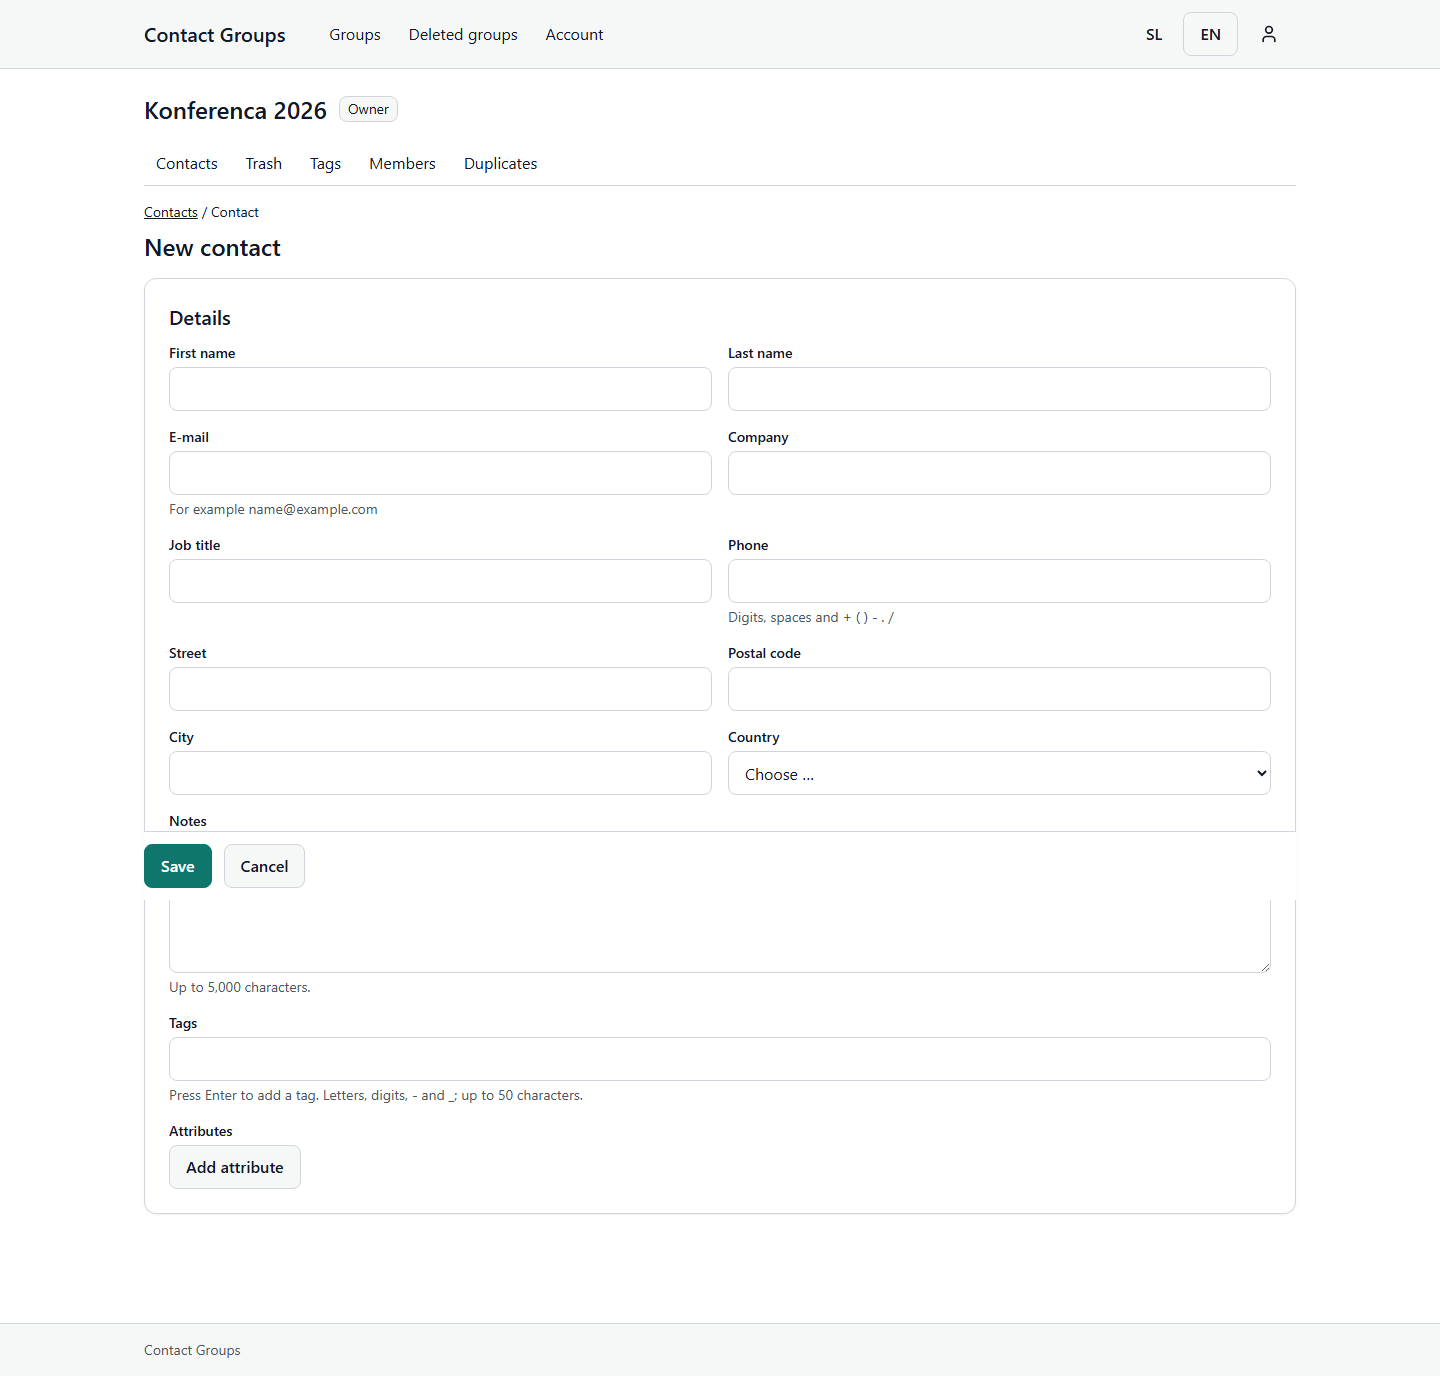 Contact Groups Groups Deleted groups Account SL EN
Konferenca 2026 Owner
Contacts Trash Tags Members Duplicates
Contacts / Contact
New contact
Details
First name Last name
E-mail Company
For example name@example.com
Job title Phone
Digits, spaces and + ( ) - . /
Street Postal code
City Country
Choose ...
Notes
Save Cancel
Up to 5,000 characters.
Tags
Press Enter to add a tag. Letters, digits, - and _; up to 50 characters.
Attributes
Add attribute
Contact Groups